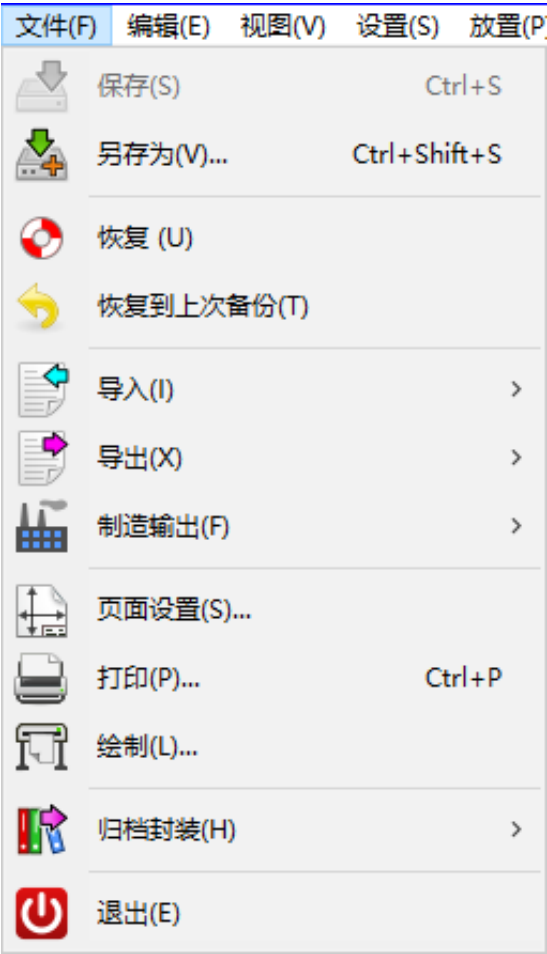 文件(F) 编辑(E) 视图(V) 设置(S) 放置(P)
保存(S) Ctrl+S
另存为(V)... Ctrl+Shift+S
恢复 (U)
恢复到上次备份(T)
导入(I)
导出(X)
制造输出(F)
页面设置(S)...
打印(P)... Ctrl+P
绘制(L)...
归档封装(H)
退出(E)